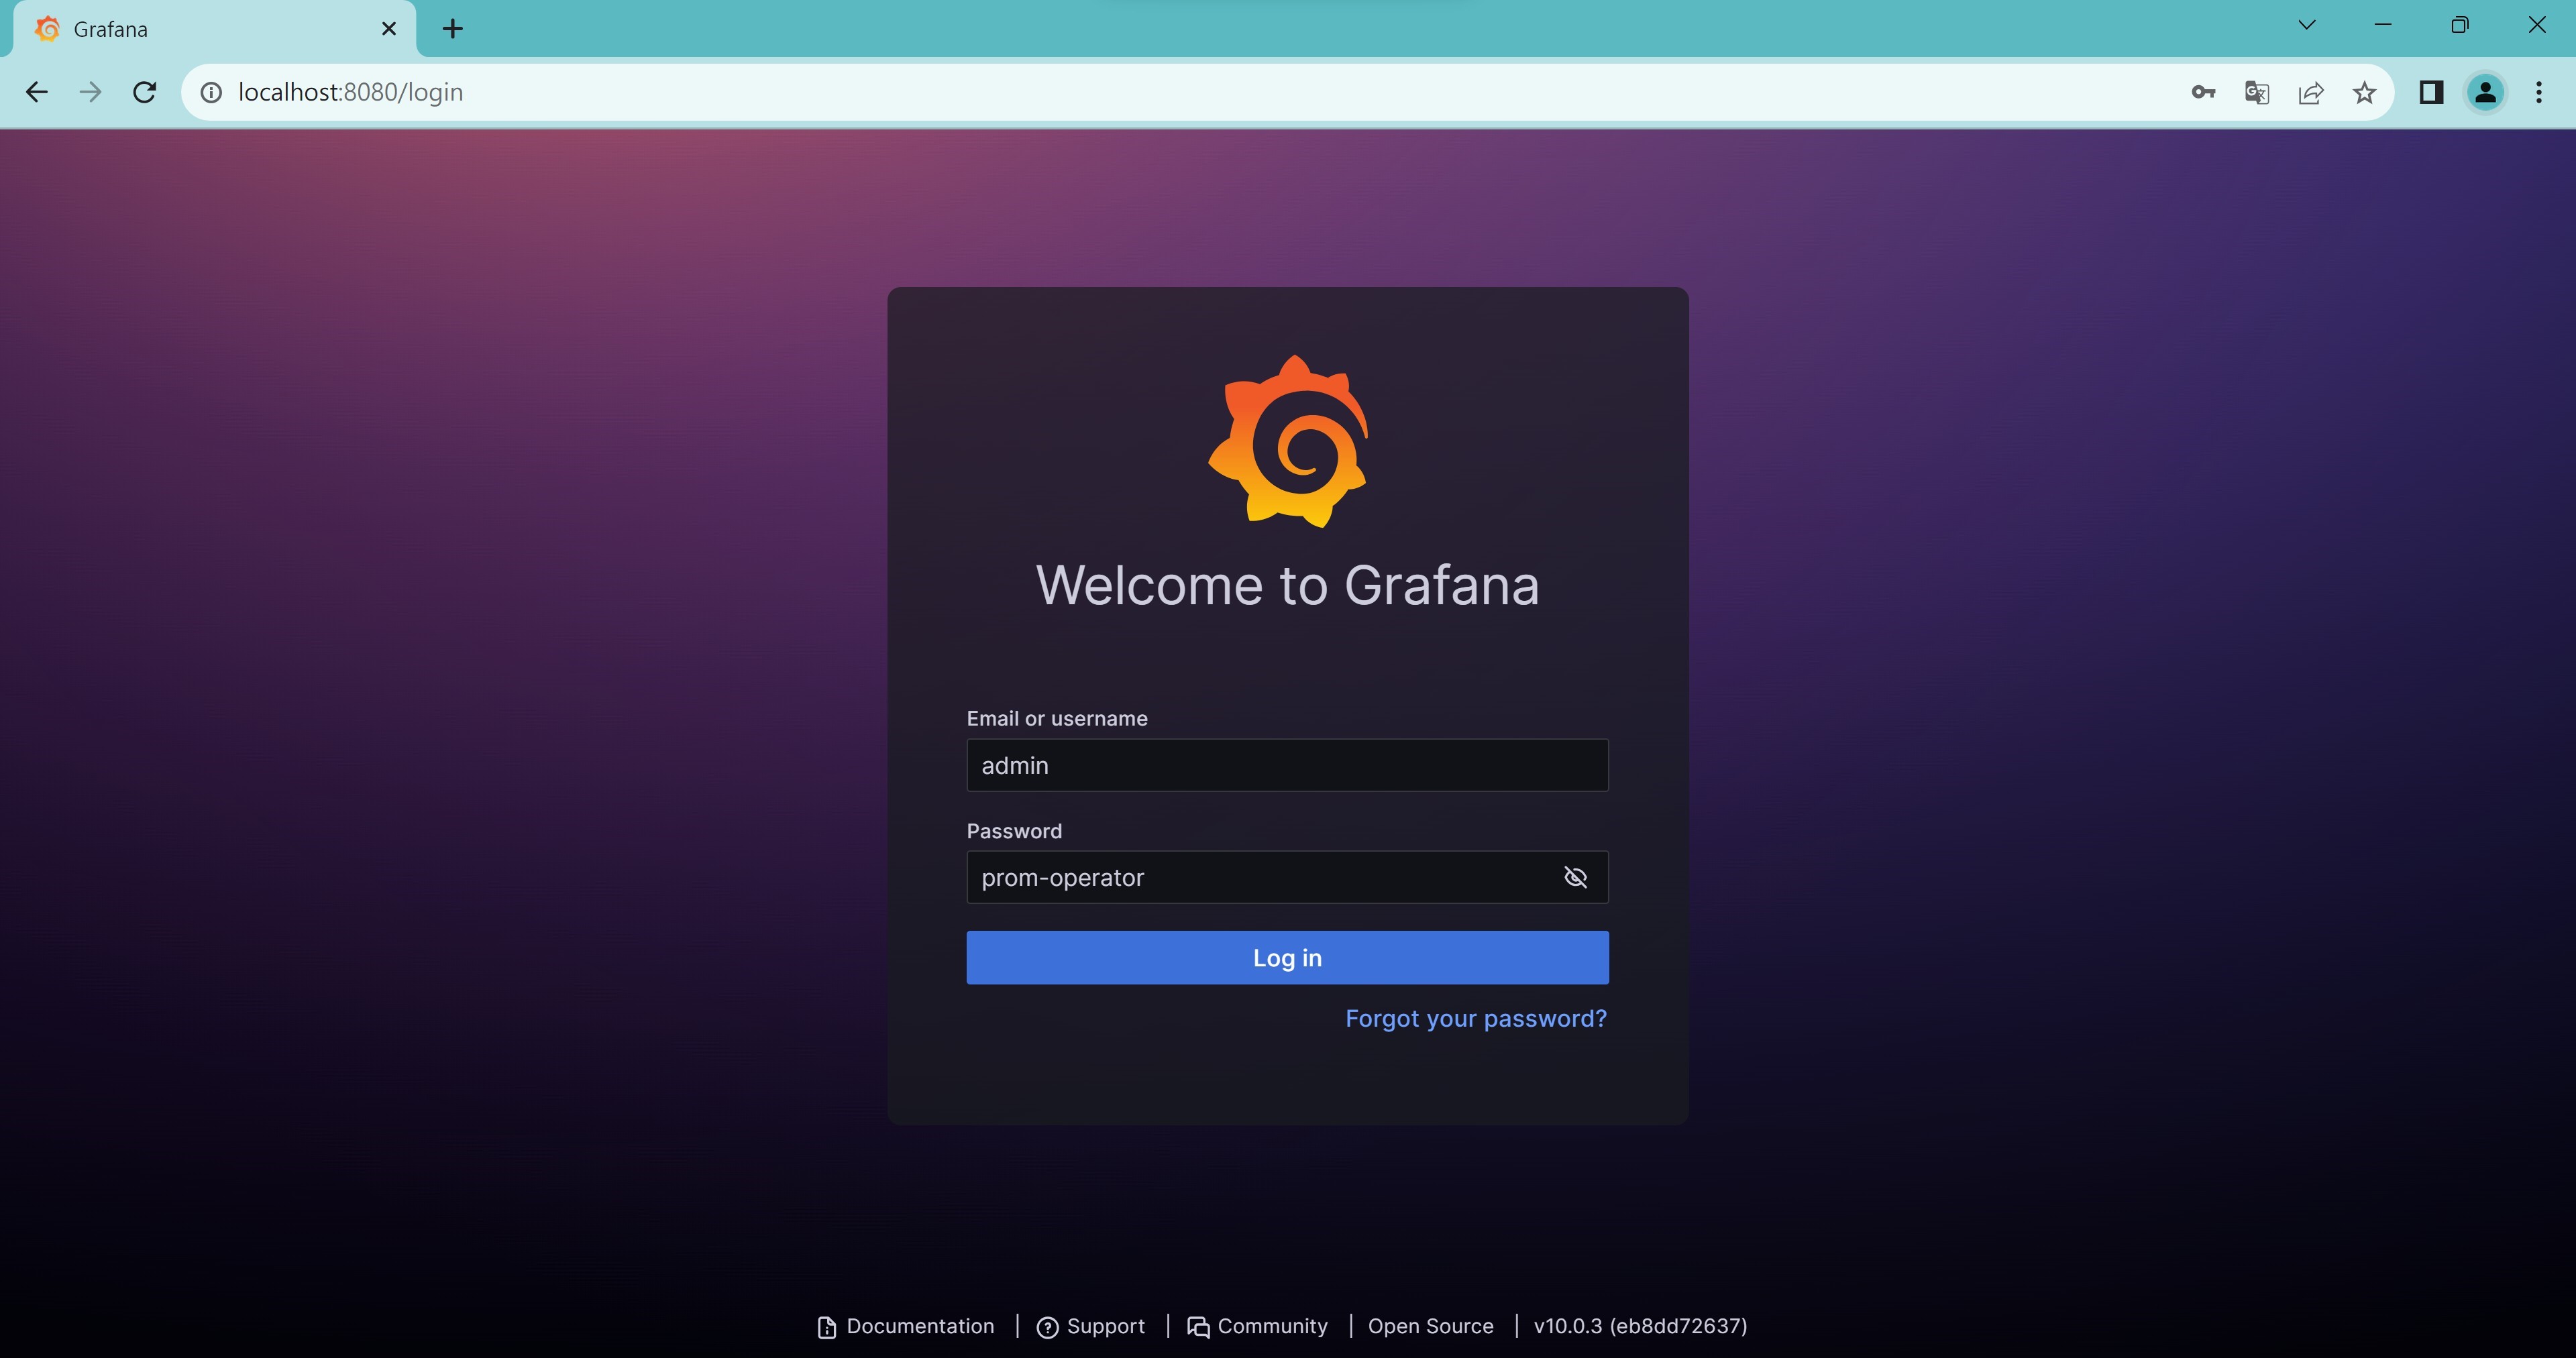 Grafana
localhost:8080/login
Welcome to Grafana
Email or username
admin
Password
prom-operator
Log in
Forgot your password?
Documentation | Support | Community | Open Source | v10.0.3 (eb8dd72637)